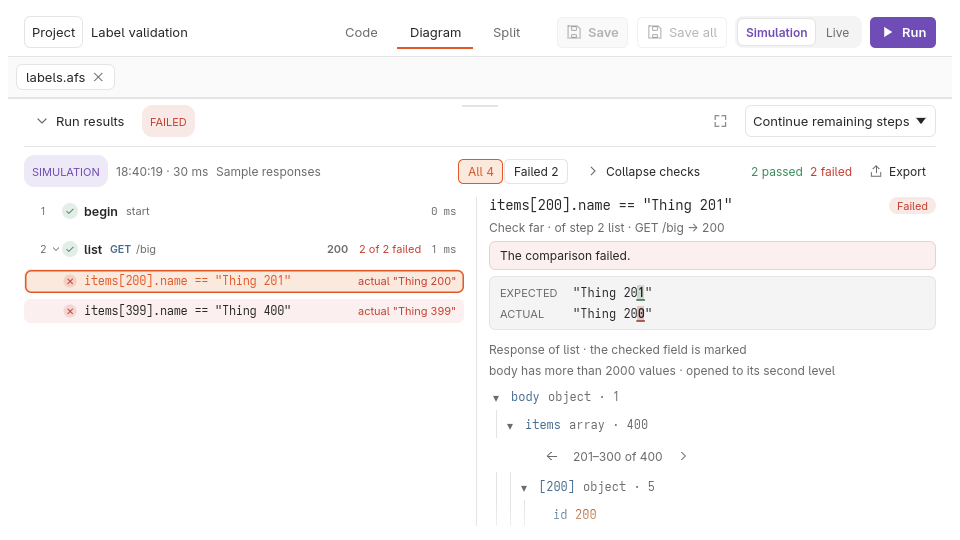 Project Label validation Code Diagram Split Save Save all Simulation Live Run
labels.afs
Run results FAILED Continue remaining steps
SIMULATION 18:40:19 · 30 ms Sample responses All 4 Failed 2 Collapse checks 2 passed 2 failed Export
1 begin start 0 ms
2 list GET /big 200 2 of 2 failed 1 ms
items[200].name == "Thing 201" actual "Thing 200"
items[399].name == "Thing 400" actual "Thing 399"
items[200].name == "Thing 201" Failed
Check far · of step 2 list · GET /big → 200
The comparison failed.
EXPECTED "Thing 201"
ACTUAL "Thing 200"
Response of list · the checked field is marked
body has more than 2000 values · opened to its second level
body object · 1
items array · 400
← 201–300 of 400
[200] object · 5
id 200